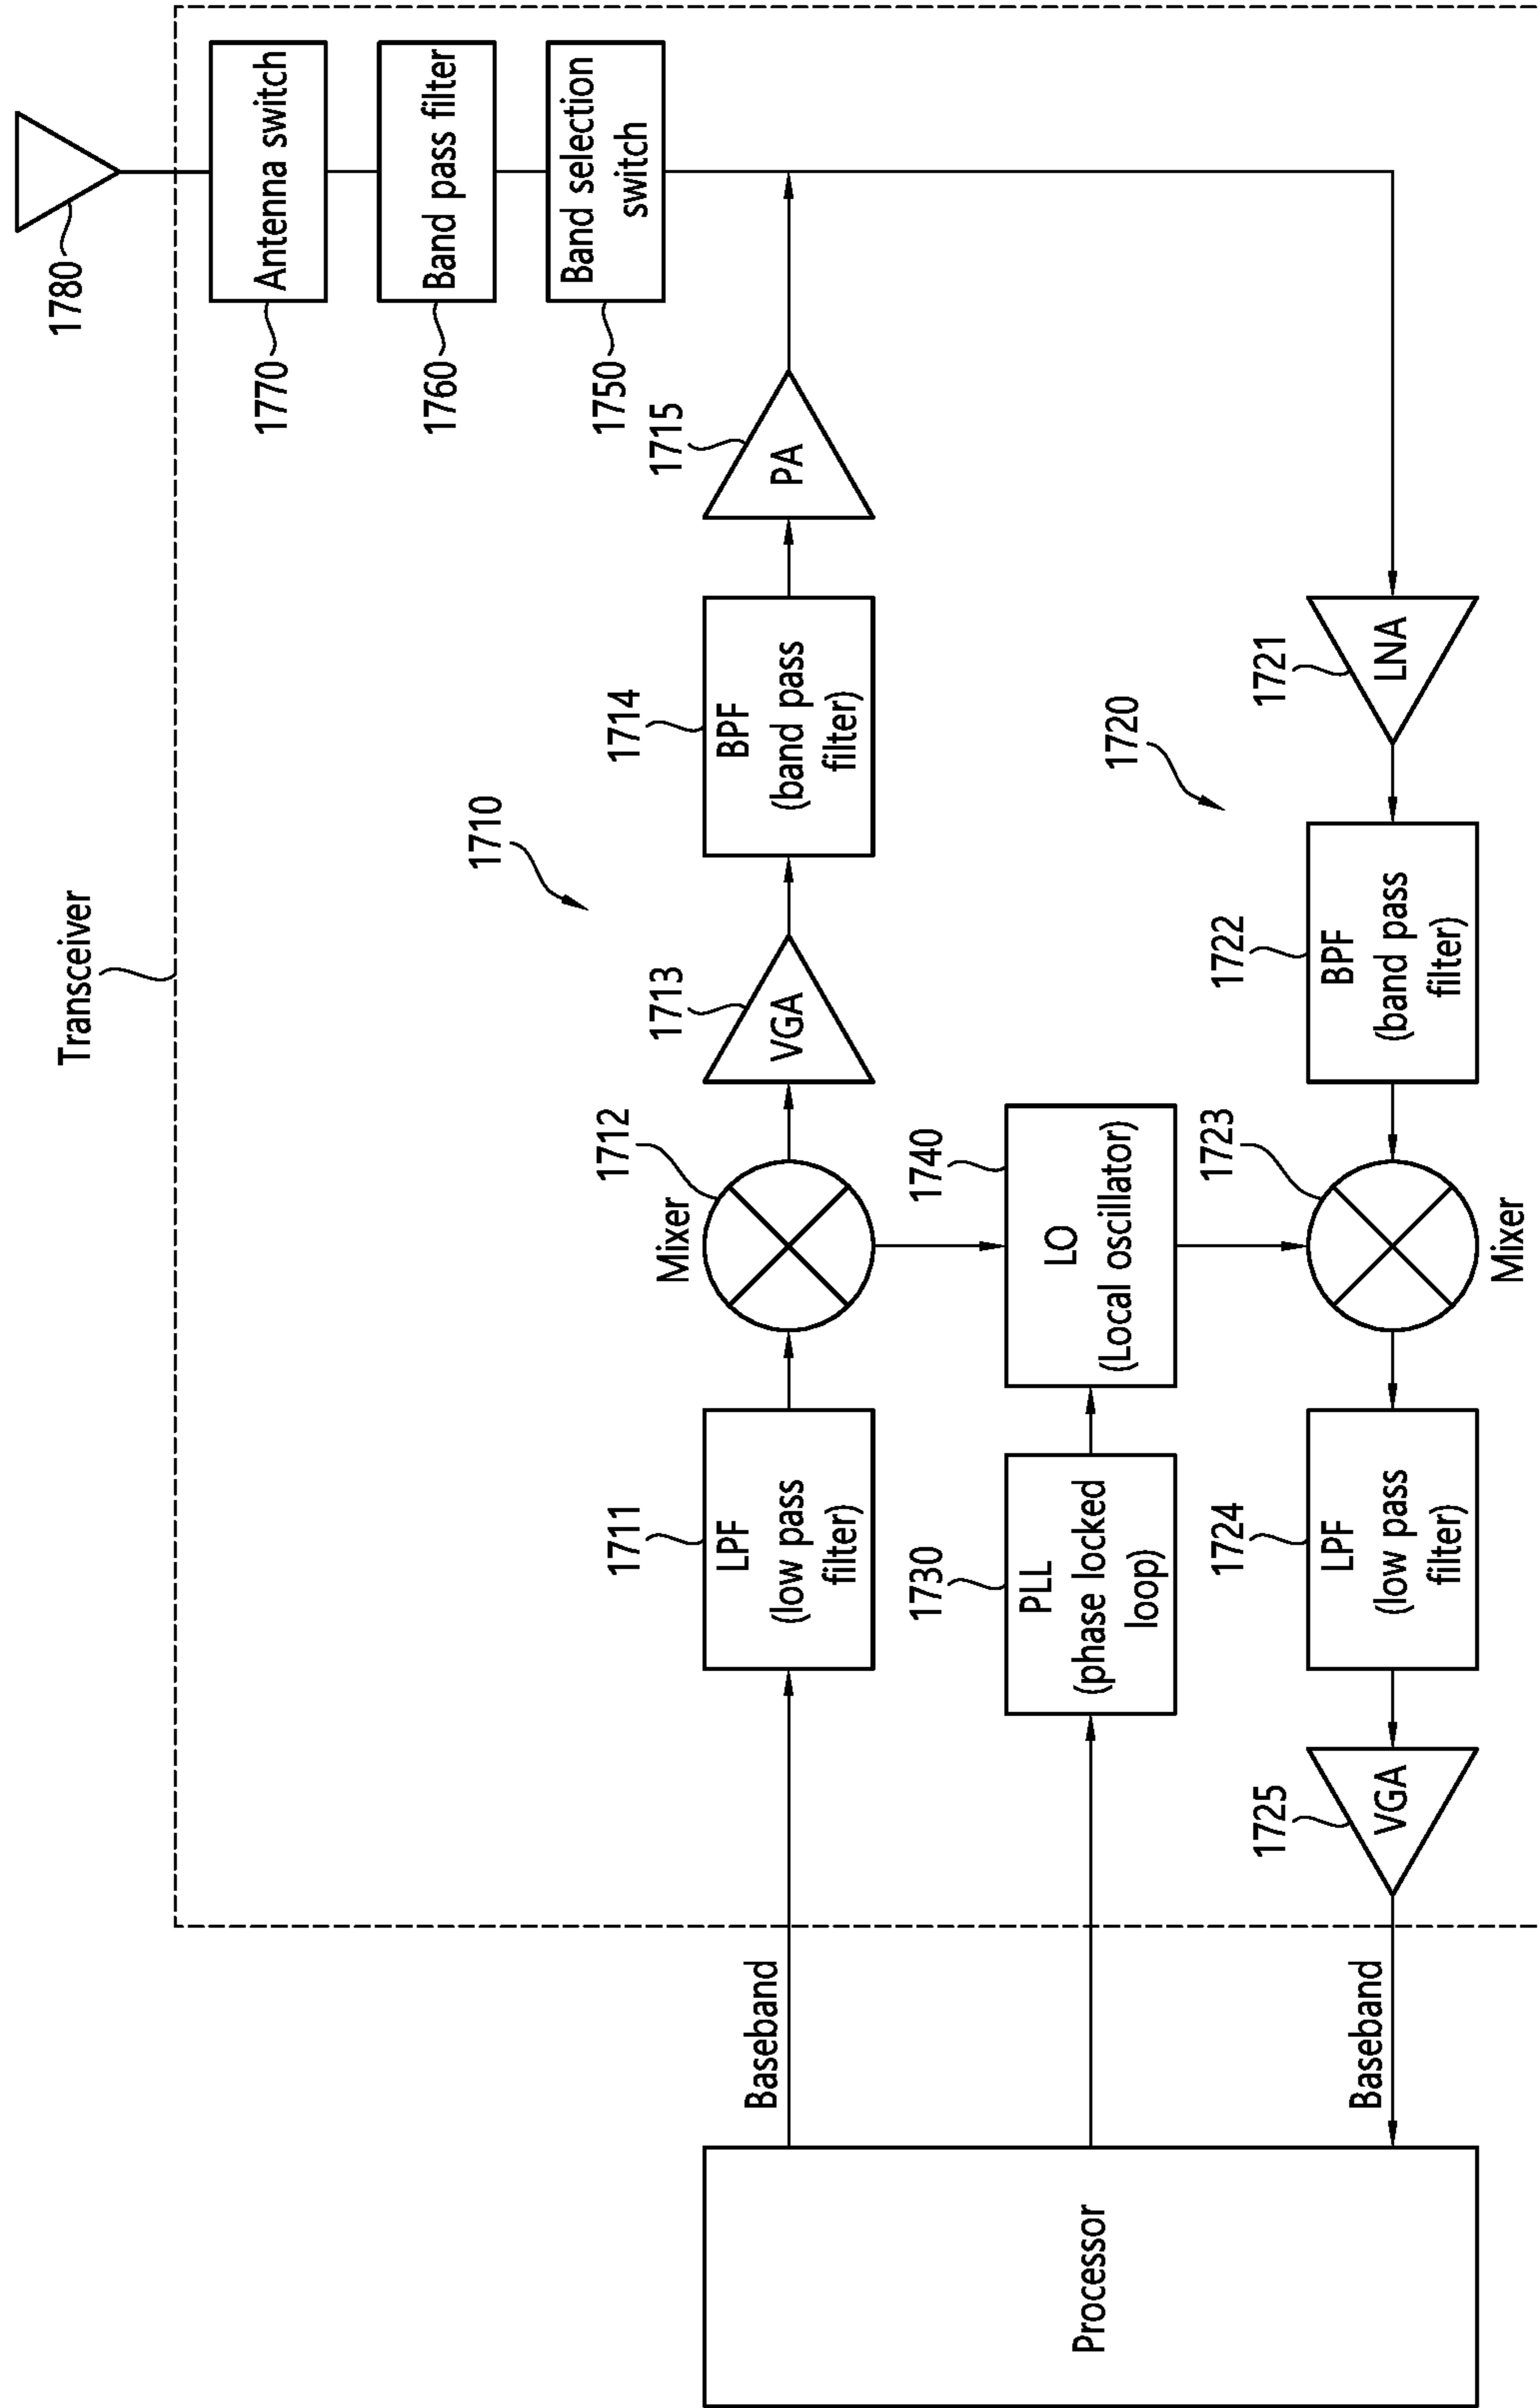 Transceiver
1780
1770
Antenna switch
1760
Band pass filter
1750
Band selection
switch
1710
1711
LPF
(low pass
filter)
Mixer
1712
1713
VGA
1714
BPF
(band pass
filter)
1715
PA
Baseband
Processor
1730
PLL
(phase locked
loop)
1740
LO
(Local oscillator)
1720
Baseband
1725
VGA
1724
LPF
(low pass
filter)
1723
Mixer
1722
BPF
(band pass
filter)
1721
LNA